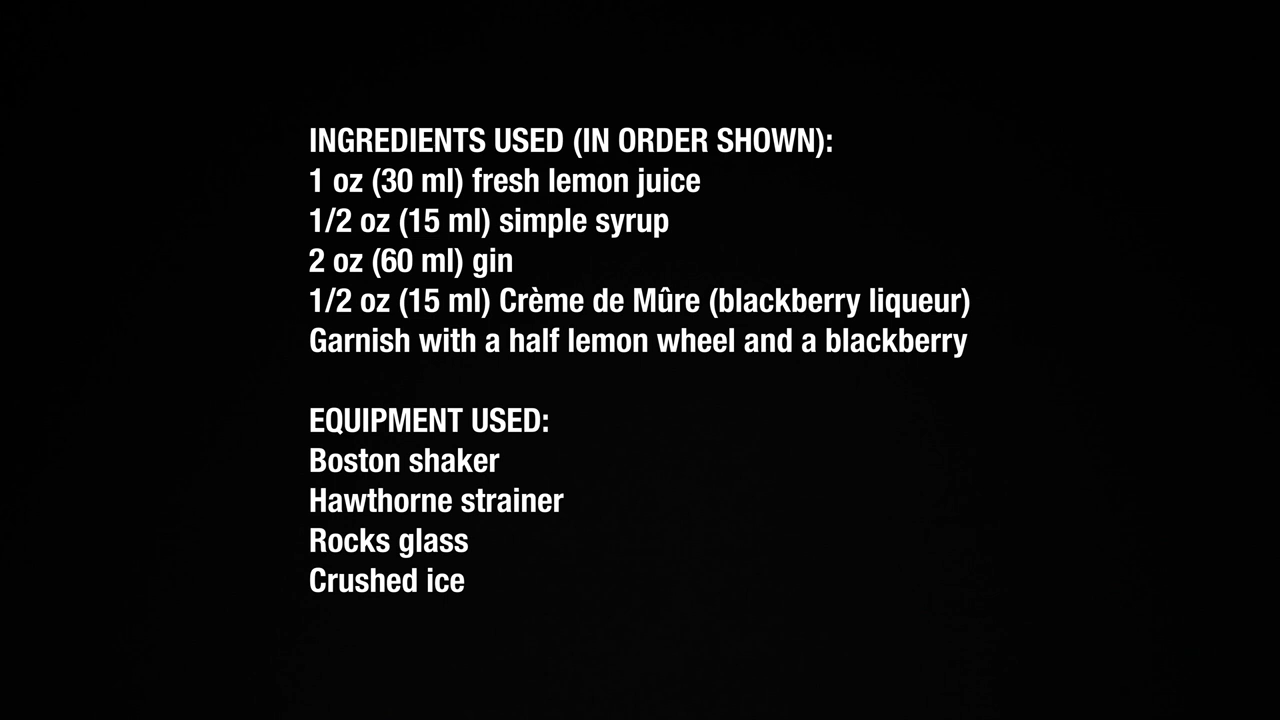 INGREDIENTS USED (IN ORDER SHOWN):
1 oz (30 ml) fresh lemon juice
1/2 oz (15 ml) simple syrup
2 oz (60 ml) gin
1/2 oz (15 ml) Crème de Mûre (blackberry liqueur)
Garnish with a half lemon wheel and a blackberry
EQUIPMENT USED:
Boston shaker
Hawthorne strainer
Rocks glass
Crushed ice